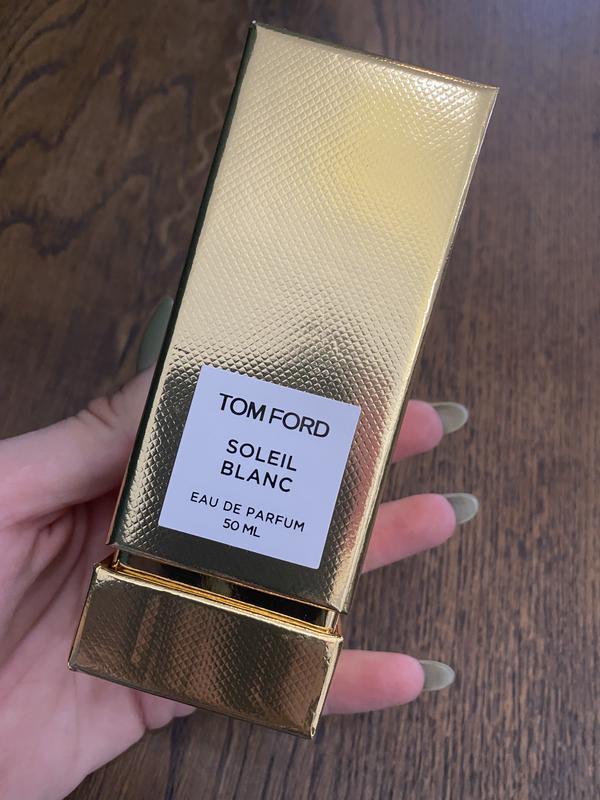 TOM FORD
SOLEIL
BLANC
EAU DE PARFUM
50 ML